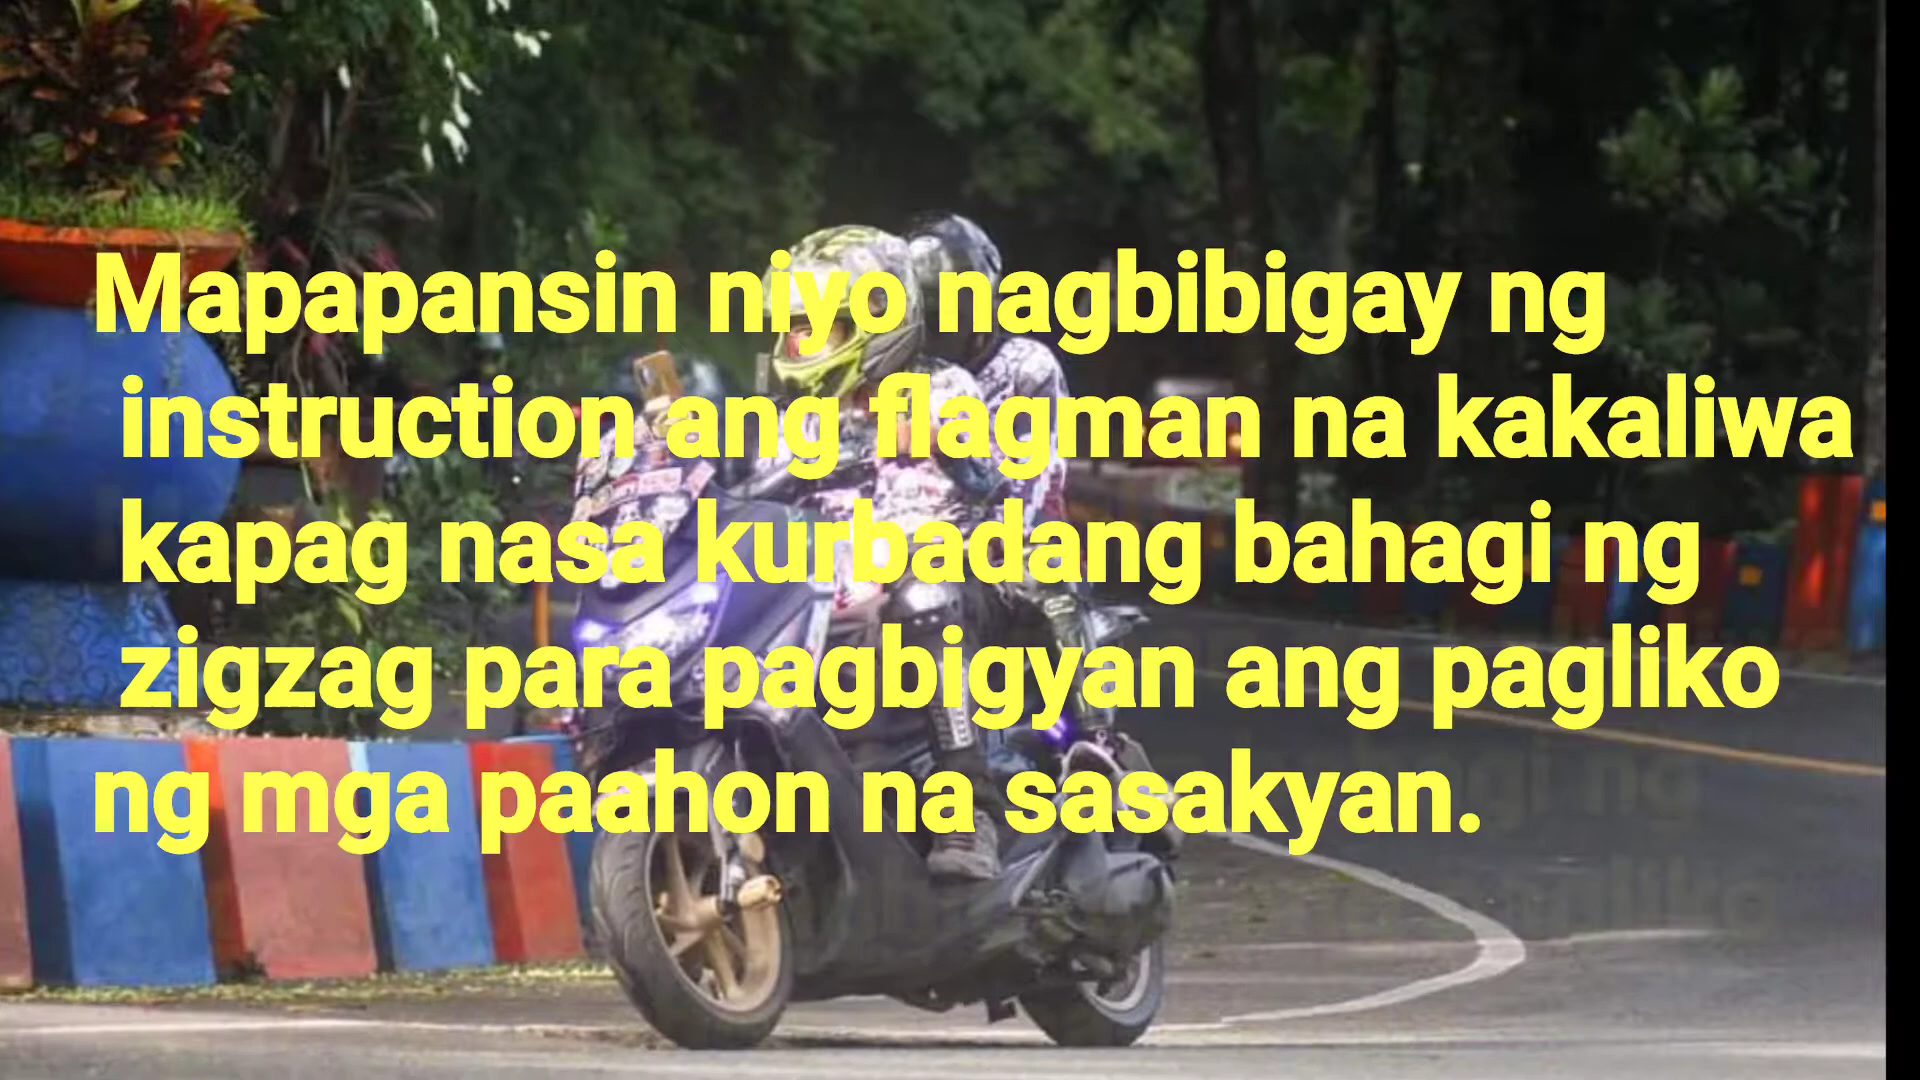 Mapapansin niyo nagbibigay ng
instruction ang flagman na kakaliwa
kapag nasa kurbadang bahagi ng
zigzag para pagbigyan ang pagliko
ng mga paahon na sasakyan.